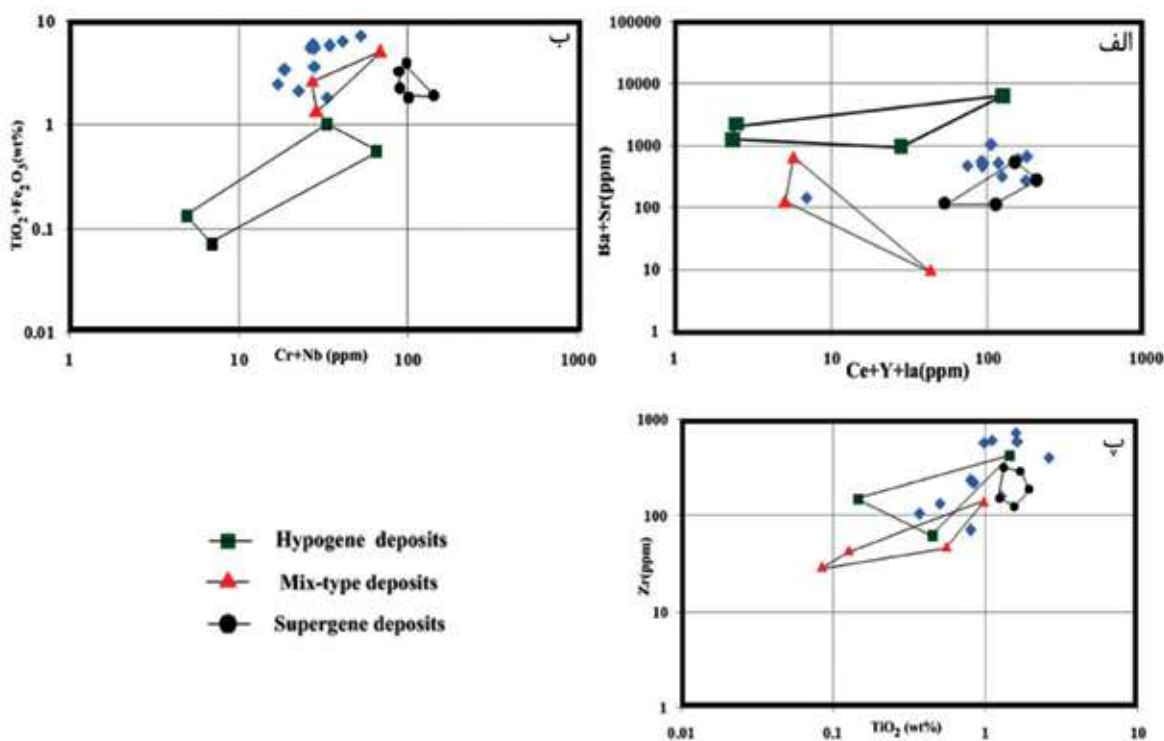 ب
10
1
0.1
0.01
TiO2+Fe2O3(wt%)
1 10 100 1000
Cr+Nb (ppm)
الف
100000
10000
1000
100
10
1
Ba+Sr(ppm)
1 10 100 1000
Ce+Y+la(ppm)
پ
1000
100
10
1
Zr(ppm)
0.01 0.1 1 10
TiO2 (wt%)
Hypogene deposits
Mix-type deposits
Supergene deposits